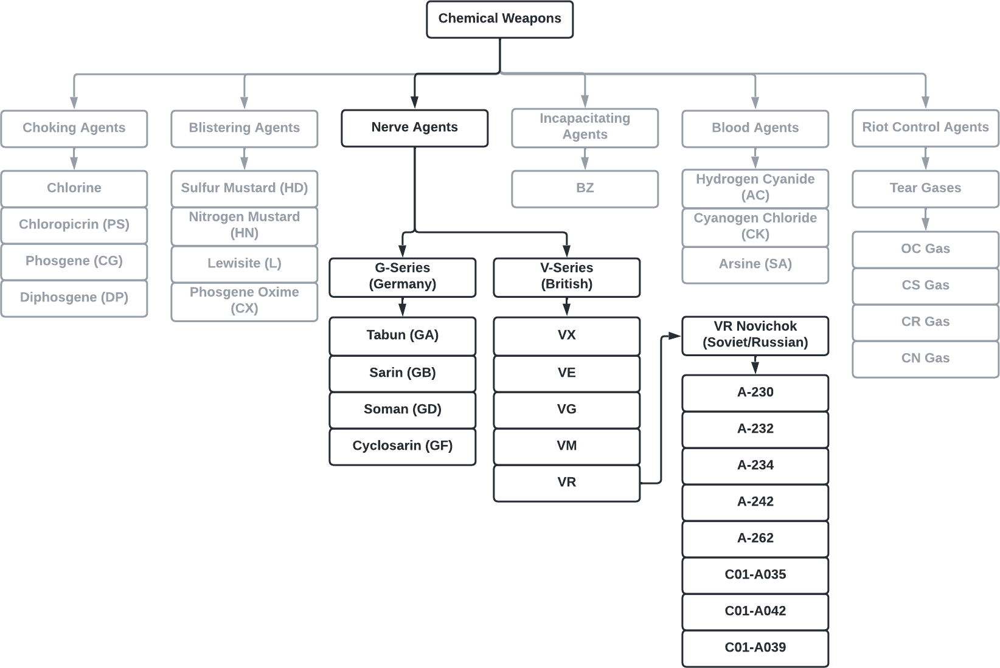 Chemical Weapons
Choking Agents
Chlorine
Chloropicrin (PS)
Phosgene (CG)
Diphosgene (DP)
Blistering Agents
Sulfur Mustard (HD)
Nitrogen Mustard
(HN)
Lewisite (L)
Phosgene Oxime
(CX)
Nerve Agents
G-Series
(Germany)
Tabun (GA)
Sarin (GB)
Soman (GD)
Cyclosarin (GF)
V-Series
(British)
VX
VE
VG
VM
VR
VR Novichok
(Soviet/Russian)
A-230
A-232
A-234
A-242
A-262
C01-A035
C01-A042
C01-A039
Incapacitating
Agents
BZ
Blood Agents
Hydrogen Cyanide
(AC)
Cyanogen Chloride
(CK)
Arsine (SA)
Riot Control Agents
Tear Gases
OC Gas
CS Gas
CR Gas
CN Gas